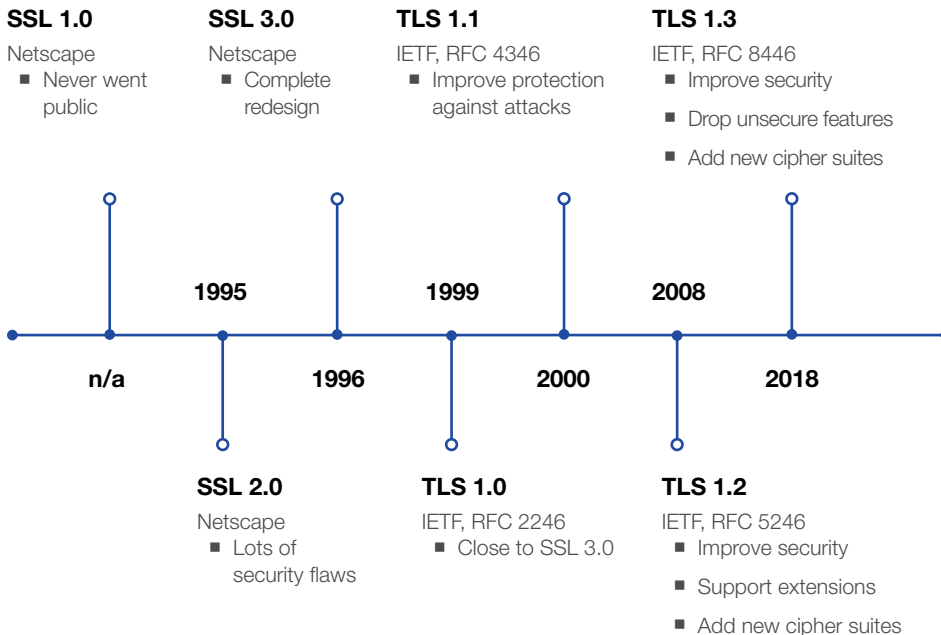 SSL 1.0
Netscape
■ Never went
public
SSL 3.0
Netscape
■ Complete
redesign
TLS 1.1
IETF, RFC 4346
■ Improve protection
against attacks
TLS 1.3
IETF, RFC 8446
■ Improve security
■ Drop unsecure features
■ Add new cipher suites
1995
1999
2008
n/a
1996
2000
2018
SSL 2.0
Netscape
■ Lots of
security flaws
TLS 1.0
IETF, RFC 2246
■ Close to SSL 3.0
TLS 1.2
IETF, RFC 5246
■ Improve security
■ Support extensions
■ Add new cipher suites